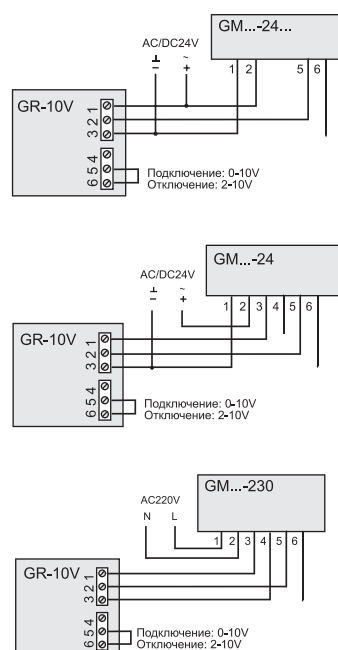 AC/DC24V
GM...-24...
⊥ ~
– +
1 2 5 6
GR-10V
3 2 1
6 5 4
Подключение: 0-10V
Отключение: 2-10V
AC/DC24V
GM...-24
⊥ ~
– +
1 2 3 4 5 6
GR-10V
3 2 1
6 5 4
Подключение: 0-10V
Отключение: 2-10V
AC220V
GM...-230
N L
1 2 3 4 5 6
GR-10V
3 2 1
6 5 4
Подключение: 0-10V
Отключение: 2-10V